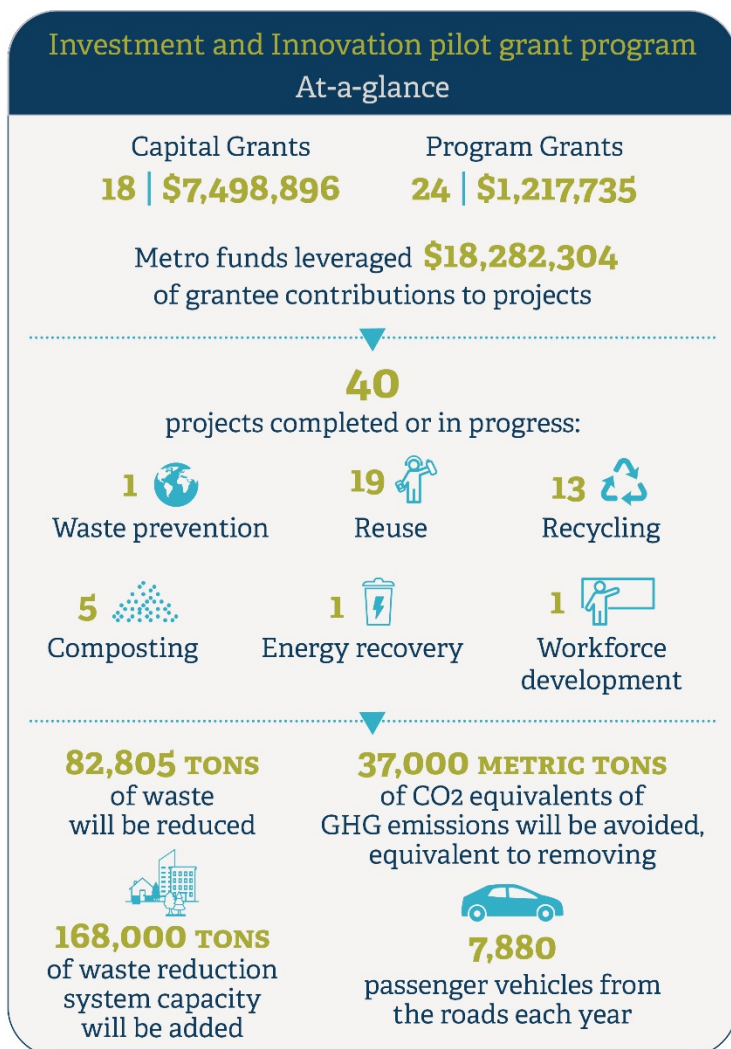 Investment and Innovation pilot grant program
At-a-glance
Capital Grants
18 | $7,498,896
Program Grants
24 | $1,217,735
Metro funds leveraged $18,282,304
of grantee contributions to projects
40
projects completed or in progress:
1
Waste prevention
19
Reuse
13
Recycling
5
Composting
1
Energy recovery
1
Workforce
development
82,805 TONS
of waste
will be reduced
168,000 TONS
of waste reduction
system capacity
will be added
37,000 METRIC TONS
of CO2 equivalents of
GHG emissions will be avoided,
equivalent to removing
7,880
passenger vehicles from
the roads each year